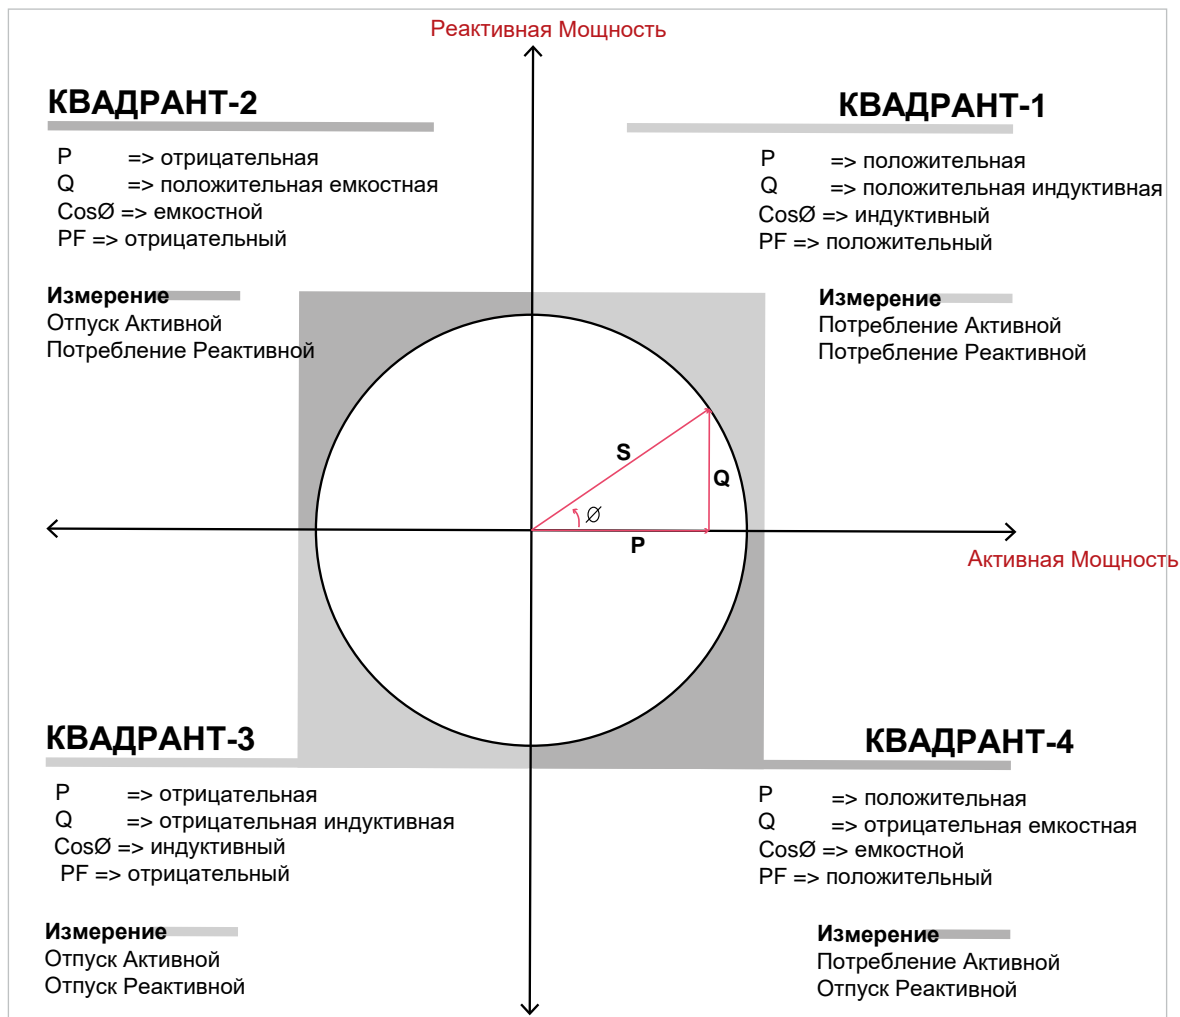 Реактивная Мощность
КВАДРАНТ-2
P => отрицательная
Q => положительная емкостная
CosØ => емкостной
PF => отрицательный
Измерение
Отпуск Активной
Потребление Реактивной
КВАДРАНТ-1
P => положительная
Q => положительная индуктивная
CosØ => индуктивный
PF => положительный
Измерение
Потребление Активной
Потребление Реактивной
S
Q
Ø
P
Активная Мощность
КВАДРАНТ-3
P => отрицательная
Q => отрицательная индуктивная
CosØ => индуктивный
PF => отрицательный
Измерение
Отпуск Активной
Отпуск Реактивной
КВАДРАНТ-4
P => положительная
Q => отрицательная емкостная
CosØ => емкостной
PF => положительный
Измерение
Потребление Активной
Отпуск Реактивной